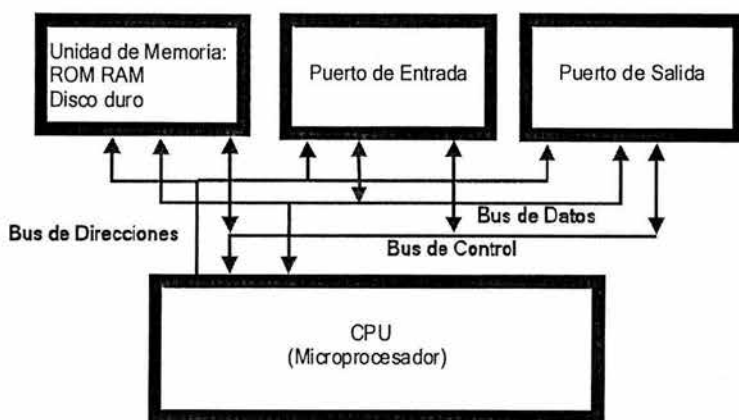 Unidad de Memoria:
ROM RAM
Disco duro
Puerto de Entrada
Puerto de Salida
Bus de Datos
Bus de Direcciones
Bus de Control
CPU
(Microprocesador)